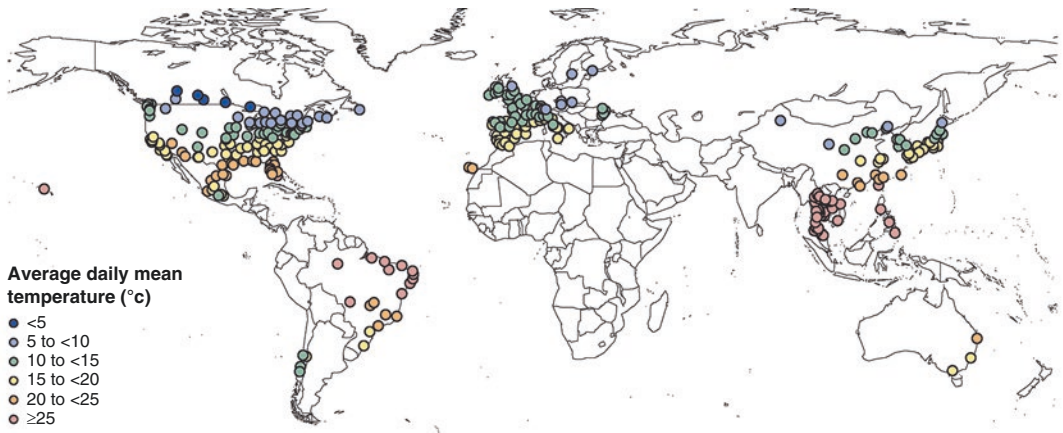 Average daily mean
temperature (°c)
<5
5 to <10
10 to <15
15 to <20
20 to <25
≥25